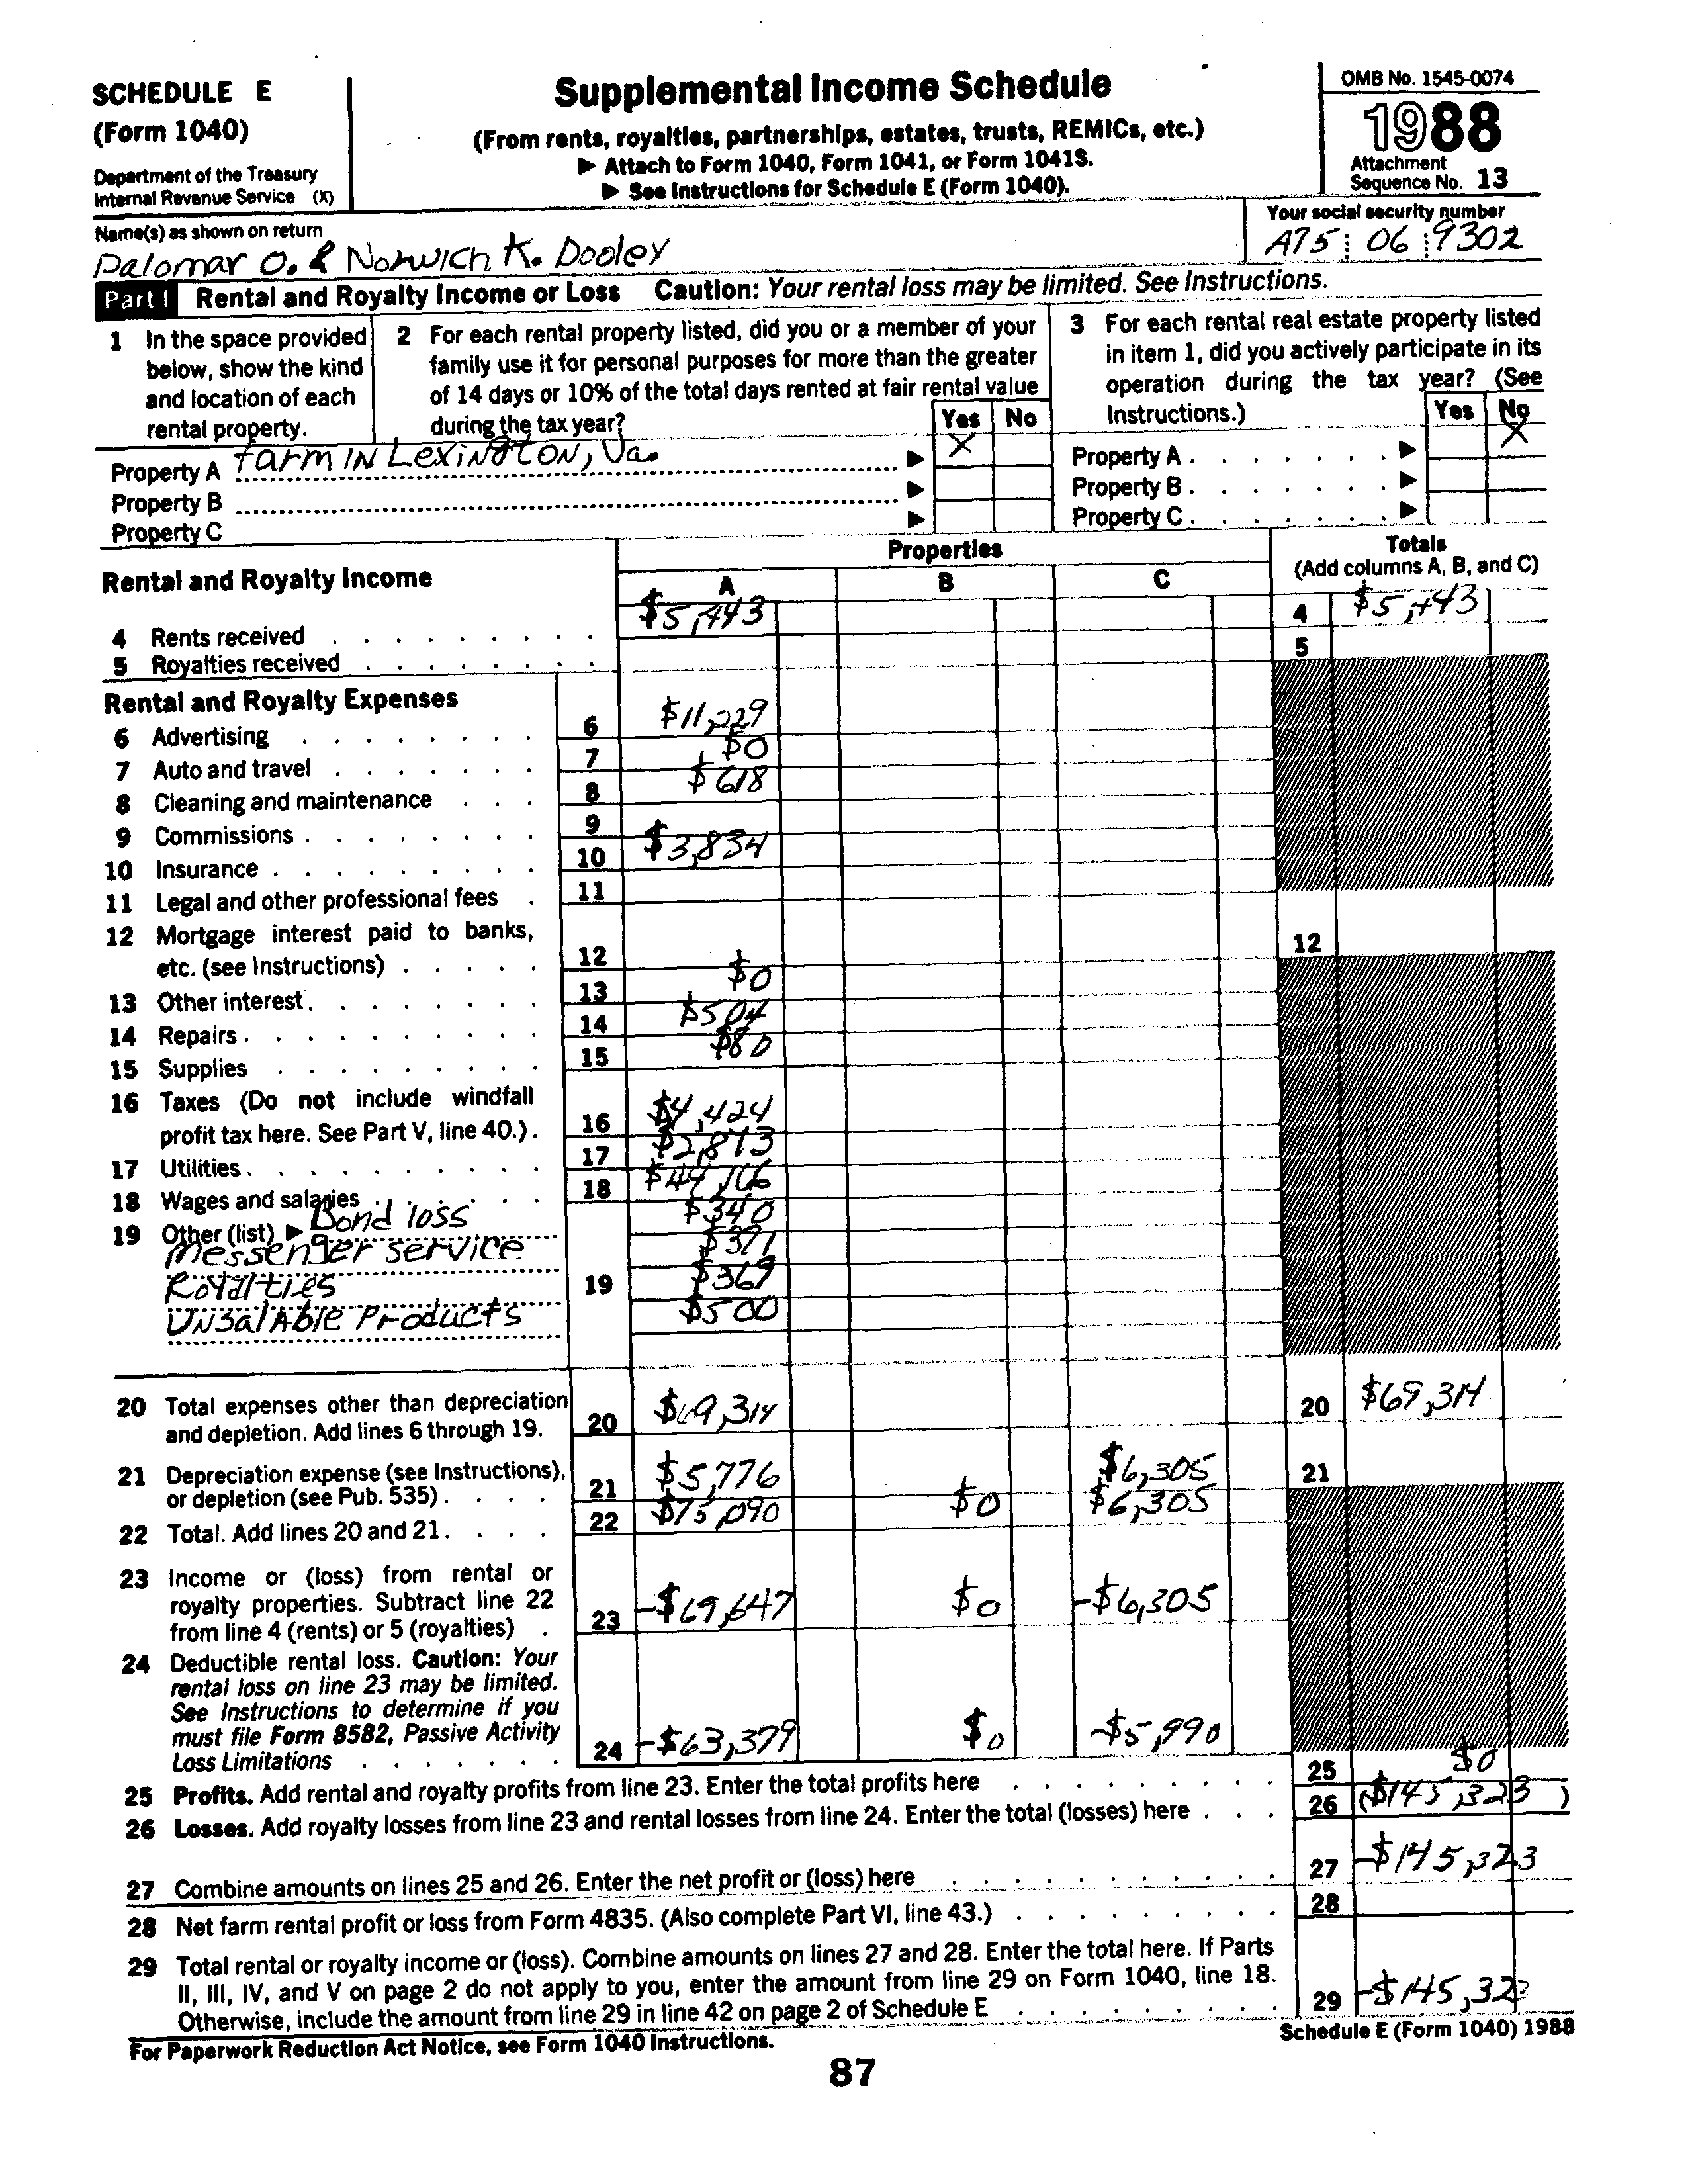 SCHEDULE E
(Form 1040)
Department of the Treasury
Internal Revenue Service (X)
Supplemental Income Schedule
(From rents, royalties, partnerships, estates, trusts, REMICs, etc.)
▶ Attach to Form 1040, Form 1041, or Form 1041S.
▶ See Instructions for Schedule E (Form 1040).
OMB No. 1545-0074
1988
Attachment
Sequence No. 13
Name(s) as shown on return
Palomar O. & Norwich K. Dooley
Your social security number
A75 06 9302
Part I Rental and Royalty Income or Loss Caution: Your rental loss may be limited. See Instructions.
1 In the space provided
below, show the kind
and location of each
rental property.
2 For each rental property listed, did you or a member of your
family use it for personal purposes for more than the greater
of 14 days or 10% of the total days rented at fair rental value
during the tax year?
Yes No
3 For each rental real estate property listed
in item 1, did you actively participate in its
operation during the tax year? (See
Instructions.)
Yes No
Property A farm IN LexiNgtON, Va. ▶ X
Property B ▶
Property C ▶
Property A ▶ X
Property B ▶
Property C ▶
Rental and Royalty Income
Properties
A B C
Totals
(Add columns A, B, and C)
4 Rents received $5,443 4 $5,443
5 Royalties received 5
Rental and Royalty Expenses
6 Advertising 6 $11,229
7 Auto and travel 7 $0
8 Cleaning and maintenance 8 $618
9 Commissions 9
10 Insurance 10 $3,834
11 Legal and other professional fees 11
12 Mortgage interest paid to banks,
etc. (see Instructions) 12 12
13 Other interest 13 $0
14 Repairs 14 $504
15 Supplies 15 $80
16 Taxes (Do not include windfall
profit tax here. See Part V, line 40.) 16 $4,424
17 Utilities 17 $2,873
18 Wages and salaries 18 $44,166
19 Other (list) ▶ Bond loss $340
messenger service $371
Royalties 19 $369
UNSalAble Products $500
20 Total expenses other than depreciation
and depletion. Add lines 6 through 19. 20 $69,314 20 $69,314
21 Depreciation expense (see Instructions),
or depletion (see Pub. 535) 21 $5,776 $6,305 21
22 Total. Add lines 20 and 21 22 $75,090 $0 $6,305
23 Income or (loss) from rental or
royalty properties. Subtract line 22
from line 4 (rents) or 5 (royalties) 23 -$69,647 $0 -$6,305
24 Deductible rental loss. Caution: Your
rental loss on line 23 may be limited.
See Instructions to determine if you
must file Form 8582, Passive Activity
Loss Limitations 24 -$63,379 $0 -$5,990
25 Profits. Add rental and royalty profits from line 23. Enter the total profits here 25 $0
26 Losses. Add royalty losses from line 23 and rental losses from line 24. Enter the total (losses) here 26 ($145,323)
27 Combine amounts on lines 25 and 26. Enter the net profit or (loss) here 27 -$145,323
28 Net farm rental profit or loss from Form 4835. (Also complete Part VI, line 43.) 28
29 Total rental or royalty income or (loss). Combine amounts on lines 27 and 28. Enter the total here. If Parts
II, III, IV, and V on page 2 do not apply to you, enter the amount from line 29 on Form 1040, line 18.
Otherwise, include the amount from line 29 in line 42 on page 2 of Schedule E 29 -$145,323
For Paperwork Reduction Act Notice, see Form 1040 Instructions.
Schedule E (Form 1040) 1988
87